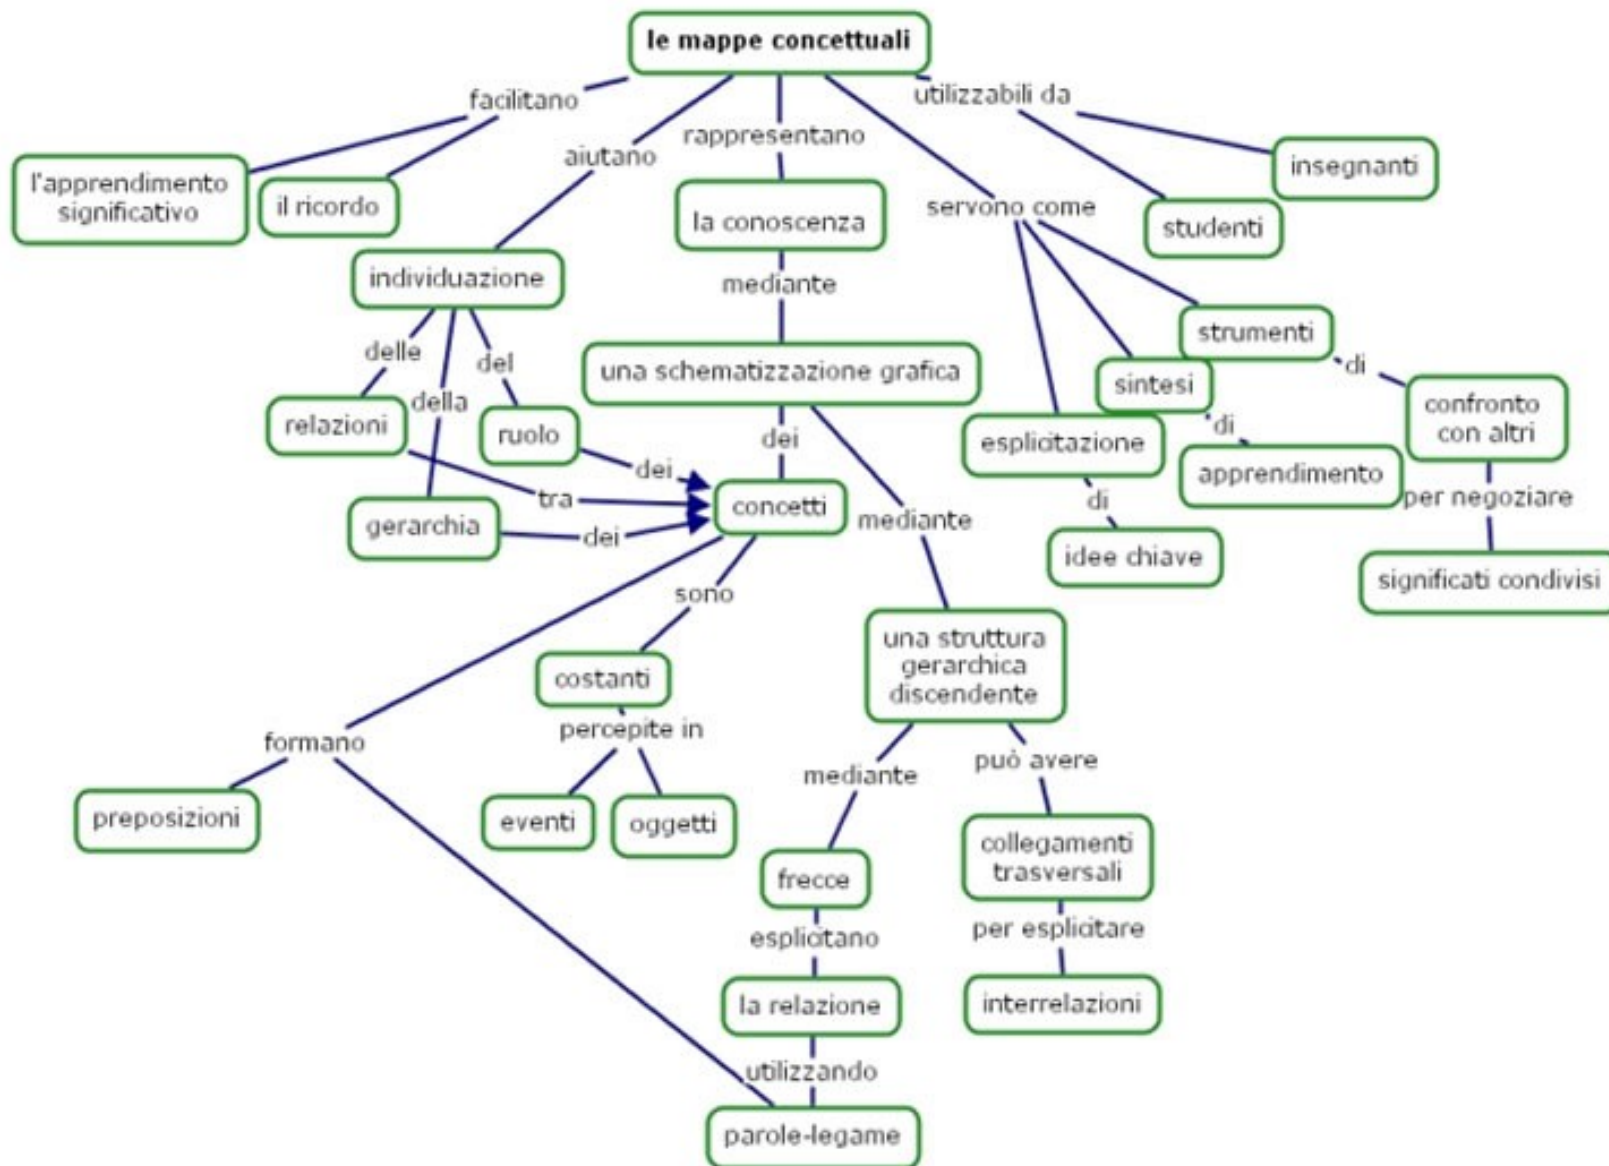 le mappe concettuali
facilitano
utilizzabili da
aiutano
rappresentano
insegnanti
l'apprendimento
significativo
il ricordo
la conoscenza
servono come
studenti
individuazione
mediante
strumenti
delle
del
della
una schematizzazione grafica
sintesi
di
confronto
con altri
relazioni
ruolo
dei
esplicitazione
di
apprendimento
dei
tra
concetti
mediante
di
per negoziare
gerarchia
dei
idee chiave
significati condivisi
sono
una struttura
gerarchica
discendente
costanti
percepite in
formano
mediante
può avere
preposizioni
eventi
oggetti
collegamenti
trasversali
frecce
esplicitano
per esplicitare
la relazione
interrelazioni
utilizzando
parole-legame